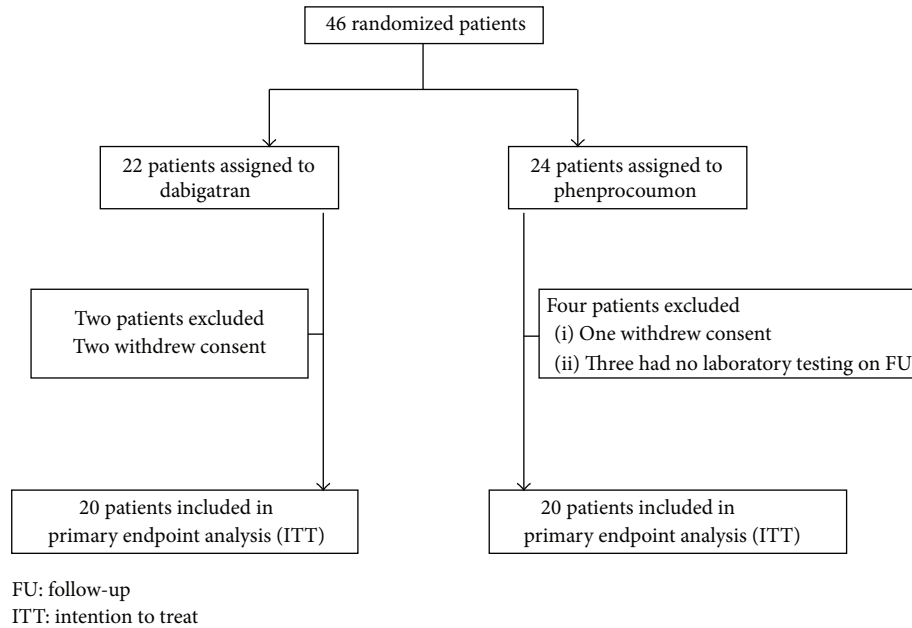 46 randomized patients
22 patients assigned to
dabigatran
24 patients assigned to
phenprocoumon
Two patients excluded
Two withdrew consent
Four patients excluded
(i) One withdrew consent
(ii) Three had no laboratory testing on FU
20 patients included in
primary endpoint analysis (ITT)
20 patients included in
primary endpoint analysis (ITT)
FU: follow-up
ITT: intention to treat